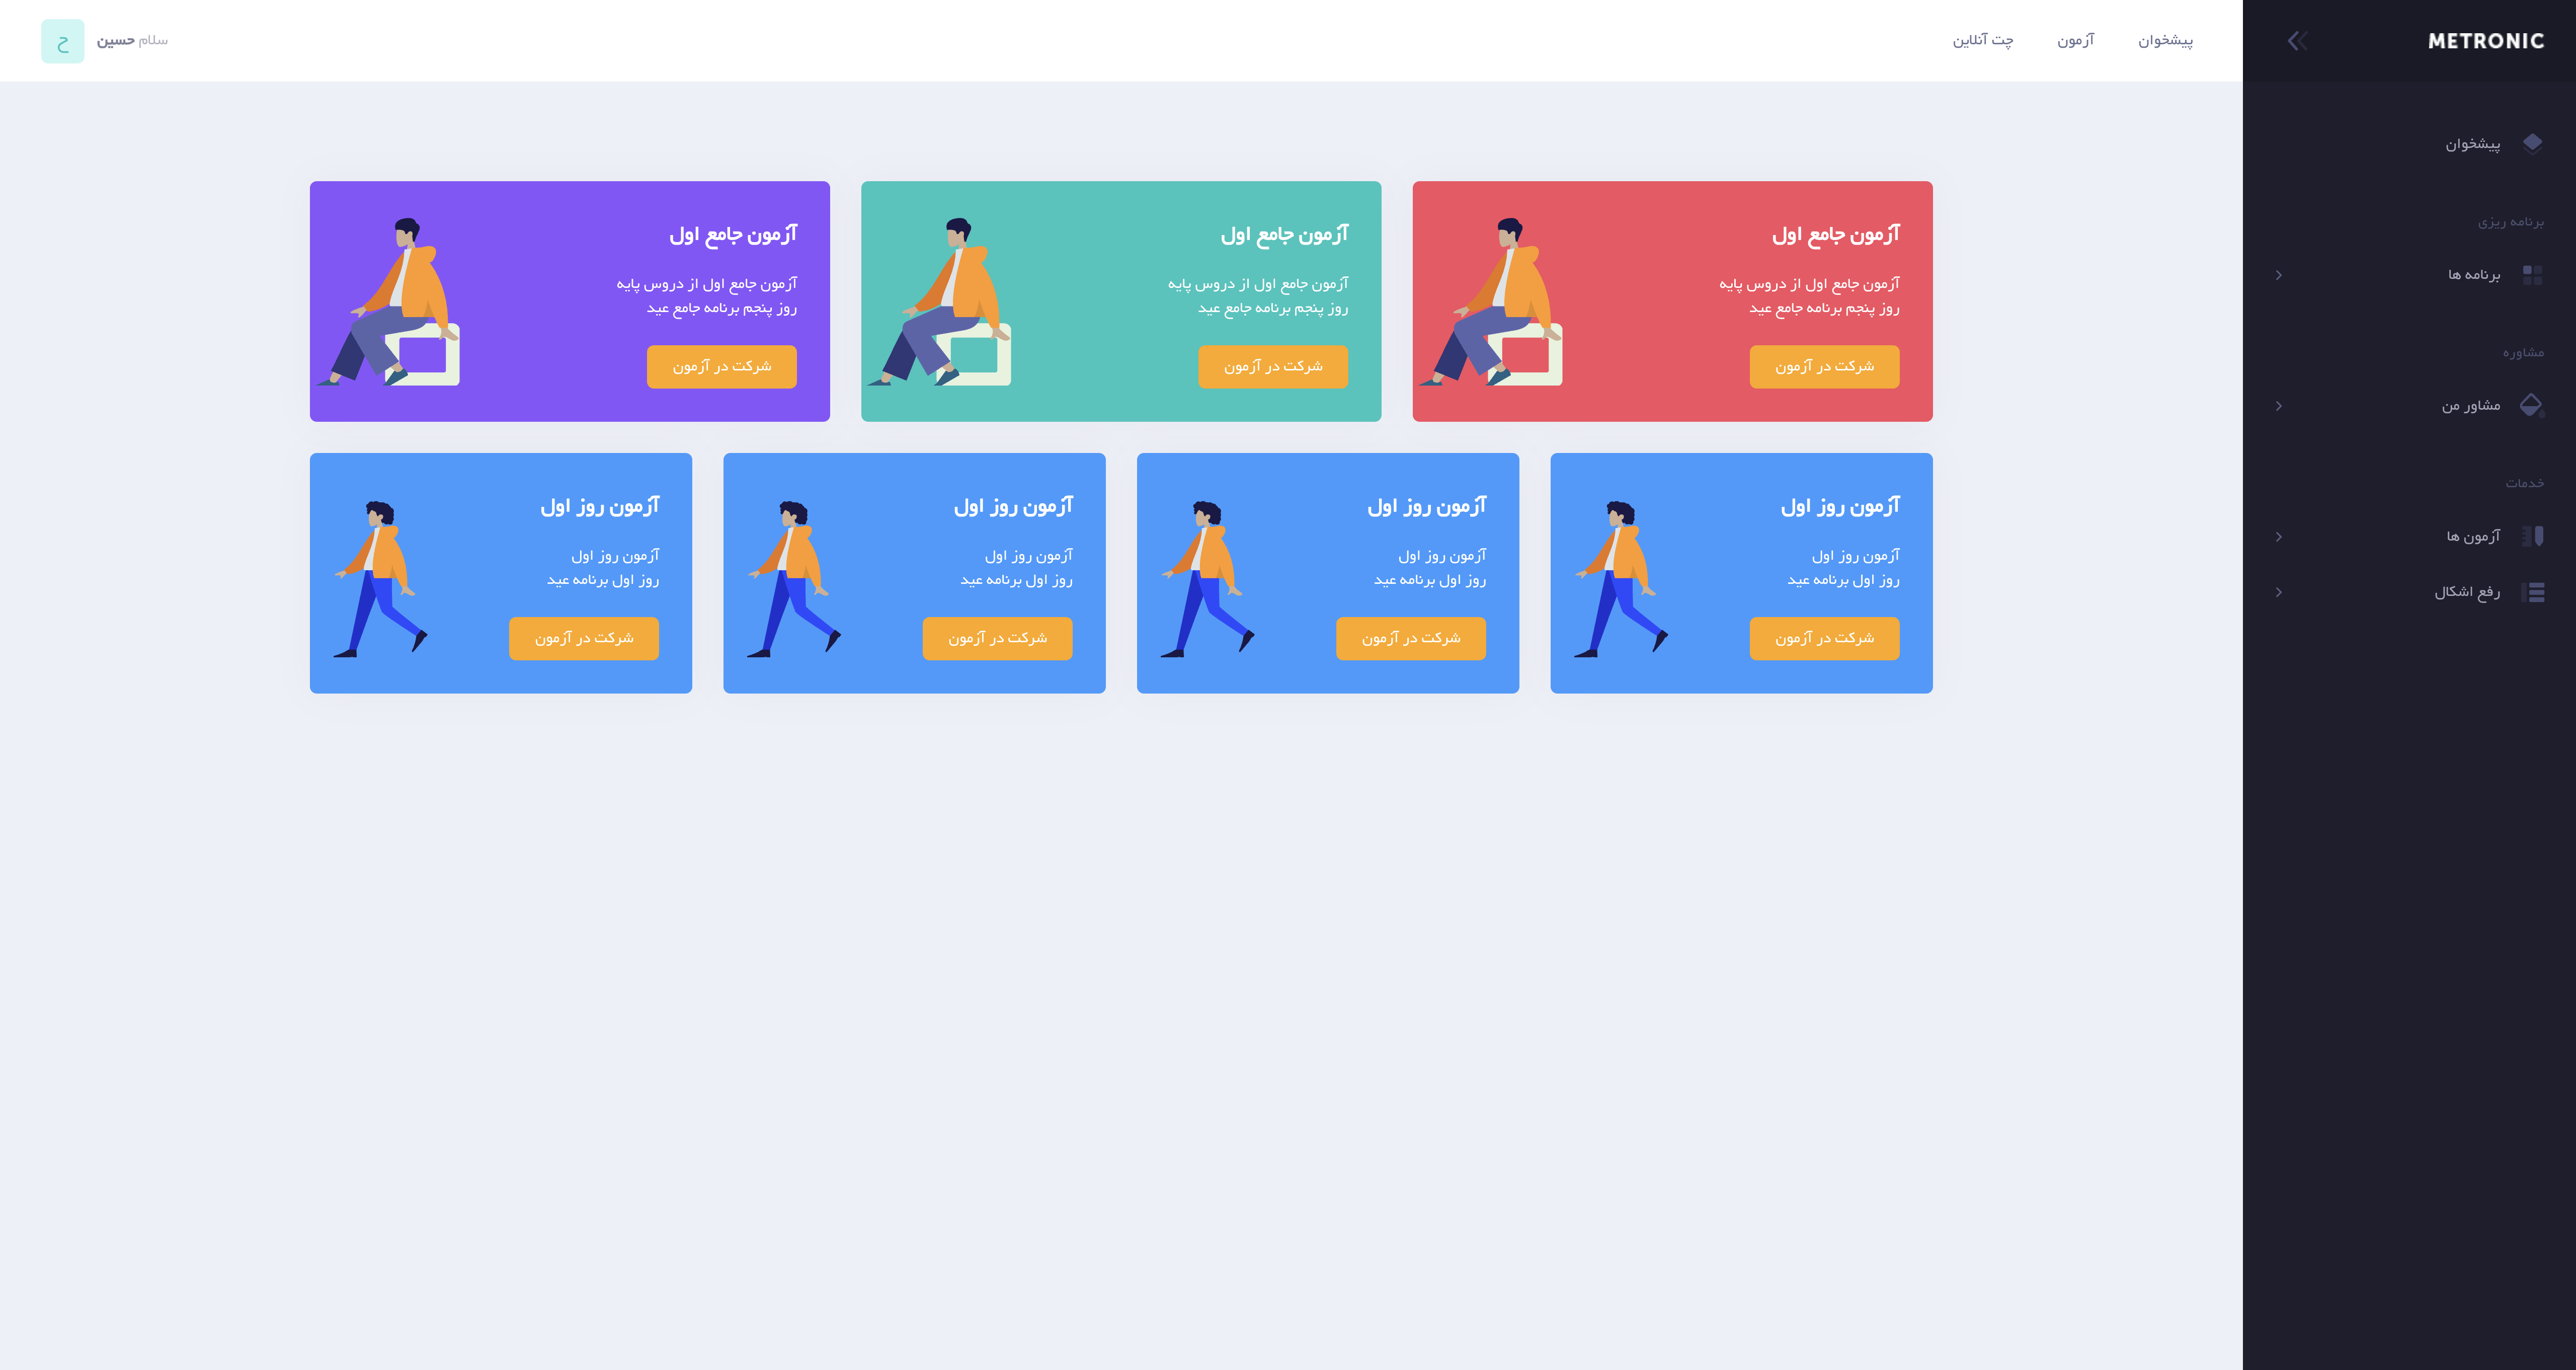 METRONIC
پیشخوان
برنامه ریزی
برنامه ها
مشاوره
مشاور من
خدمات
آزمون ها
رفع اشکال
پیشخوان
آزمون
چت آنلاین
سلام حسین
ح
آزمون جامع اول
آزمون جامع اول از دروس پایه
روز پنجم برنامه جامع عید
شرکت در آزمون
آزمون جامع اول
آزمون جامع اول از دروس پایه
روز پنجم برنامه جامع عید
شرکت در آزمون
آزمون جامع اول
آزمون جامع اول از دروس پایه
روز پنجم برنامه جامع عید
شرکت در آزمون
آزمون روز اول
آزمون روز اول
روز اول برنامه عید
شرکت در آزمون
آزمون روز اول
آزمون روز اول
روز اول برنامه عید
شرکت در آزمون
آزمون روز اول
آزمون روز اول
روز اول برنامه عید
شرکت در آزمون
آزمون روز اول
آزمون روز اول
روز اول برنامه عید
شرکت در آزمون